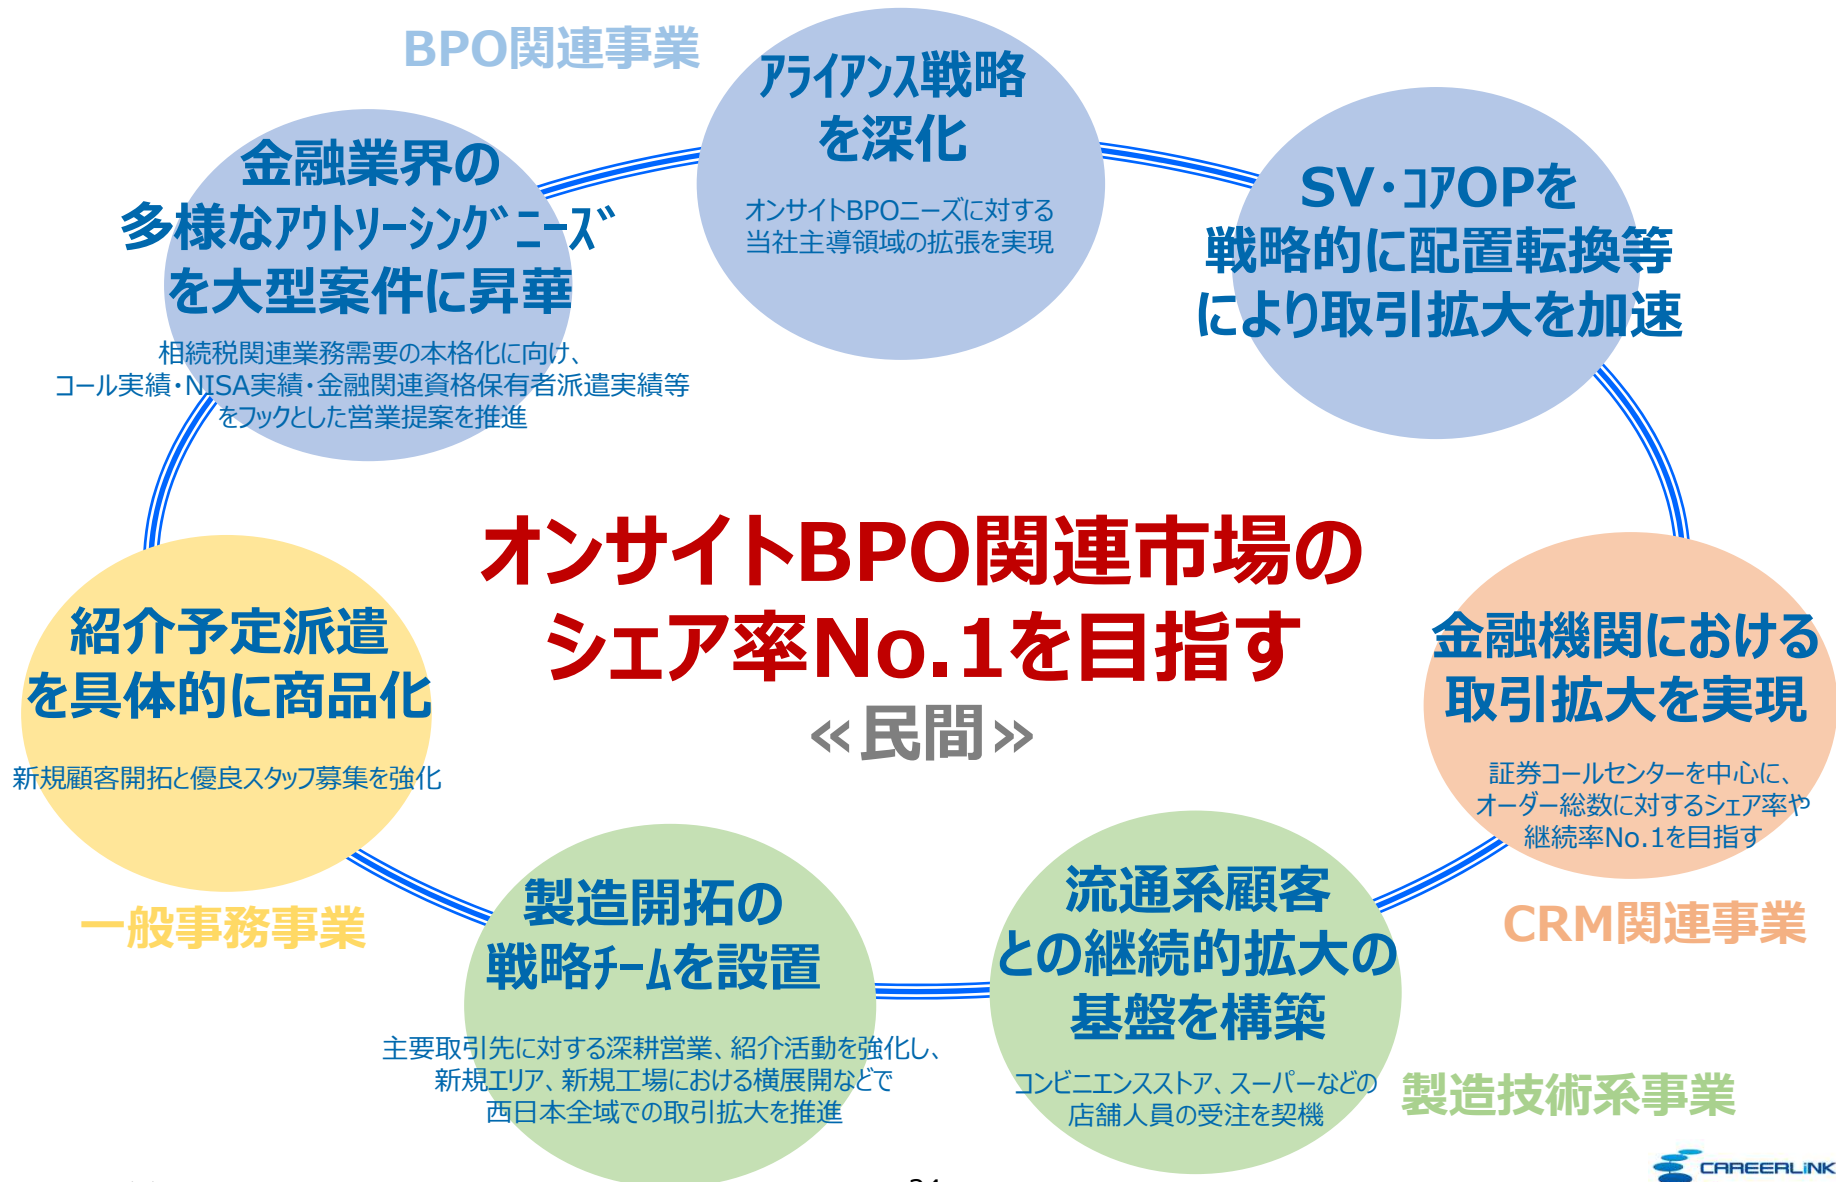 BPO関連事業
アライアンス戦略
を深化
オンサイトBPOニーズに対する
当社主導領域の拡張を実現
金融業界の
多様なアウトソーシングニーズ
を大型案件に昇華
相続税関連業務需要の本格化に向け、
コール実績・NISA実績・金融関連資格保有者派遣実績等
をフックとした営業提案を推進
SV・コアOPを
戦略的に配置転換等
により取引拡大を加速
オンサイトBPO関連市場の
シェア率No.1を目指す
≪民間≫
紹介予定派遣
を具体的に商品化
新規顧客開拓と優良スタッフ募集を強化
一般事務事業
金融機関における
取引拡大を実現
証券コールセンターを中心に、
オーダー総数に対するシェア率や
継続率No.1を目指す
CRM関連事業
製造開拓の
戦略チームを設置
主要取引先に対する深耕営業、紹介活動を強化し、
新規エリア、新規工場における横展開などで
西日本全域での取引拡大を推進
流通系顧客
との継続的拡大の
基盤を構築
コンビニエンスストア、スーパーなどの
店舗人員の受注を契機
製造技術系事業
CAREERLINK